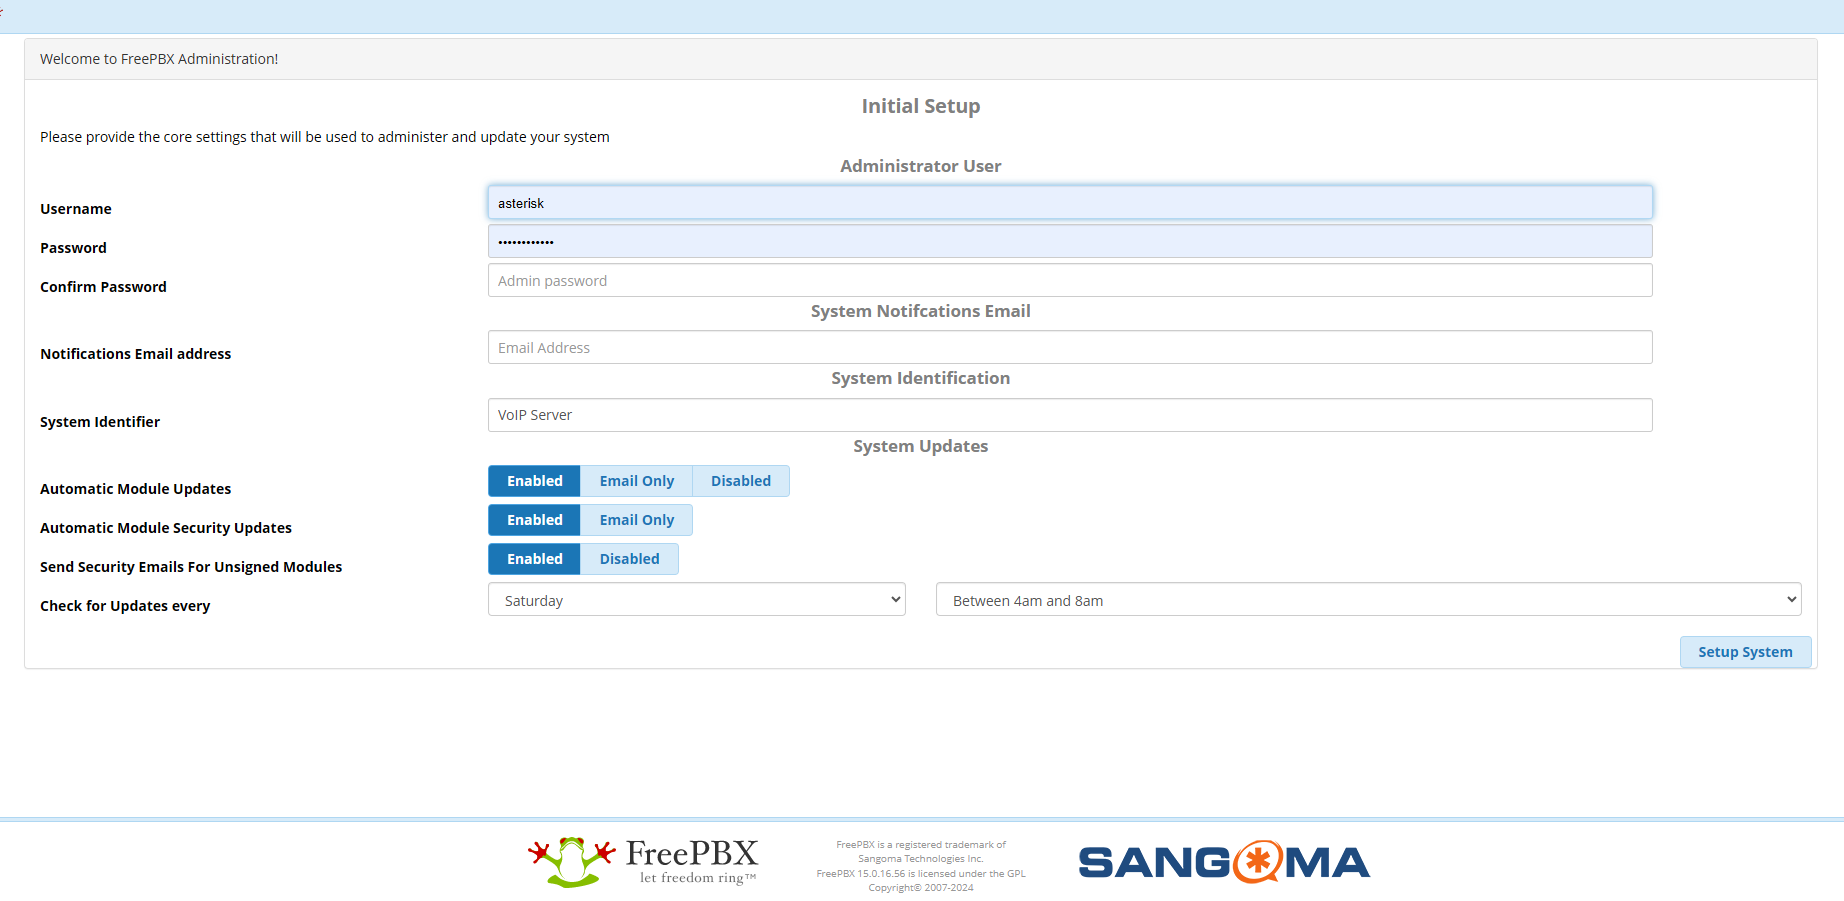 Welcome to FreePBX Administration!
Initial Setup
Please provide the core settings that will be used to administer and update your system
Administrator User
Username
asterisk
Password
••••••••••••
Confirm Password
Admin password
System Notifcations Email
Notifications Email address
Email Address
System Identification
System Identifier
VoIP Server
System Updates
Automatic Module Updates
Enabled Email Only Disabled
Automatic Module Security Updates
Enabled Email Only
Send Security Emails For Unsigned Modules
Enabled Disabled
Check for Updates every
Saturday Between 4am and 8am
Setup System
FreePBX
let freedom ring™
FreePBX is a registered trademark of
Sangoma Technologies Inc.
FreePBX 15.0.16.56 is licensed under the GPL
Copyright© 2007-2024
SANGOMA